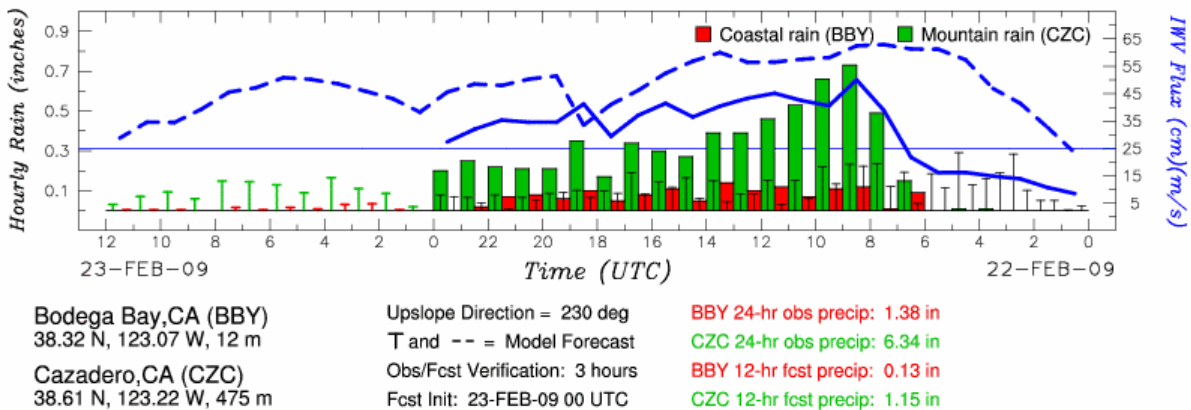 Coastal rain (BBY) Mountain rain (CZC)
Hourly Rain (inches)
0.9
0.7
0.5
0.3
0.1
IWV Flux (cm)(m/s)
65
55
45
35
25
15
5
12 10 8 6 4 2 0 22 20 18 16 14 12 10 8 6 4 2 0
23-FEB-09 Time (UTC) 22-FEB-09
Bodega Bay,CA (BBY)
38.32 N, 123.07 W, 12 m
Cazadero,CA (CZC)
38.61 N, 123.22 W, 475 m
Upslope Direction = 230 deg
T and -- = Model Forecast
Obs/Fcst Verification: 3 hours
Fcst Init: 23-FEB-09 00 UTC
BBY 24-hr obs precip: 1.38 in
CZC 24-hr obs precip: 6.34 in
BBY 12-hr fcst precip: 0.13 in
CZC 12-hr fcst precip: 1.15 in